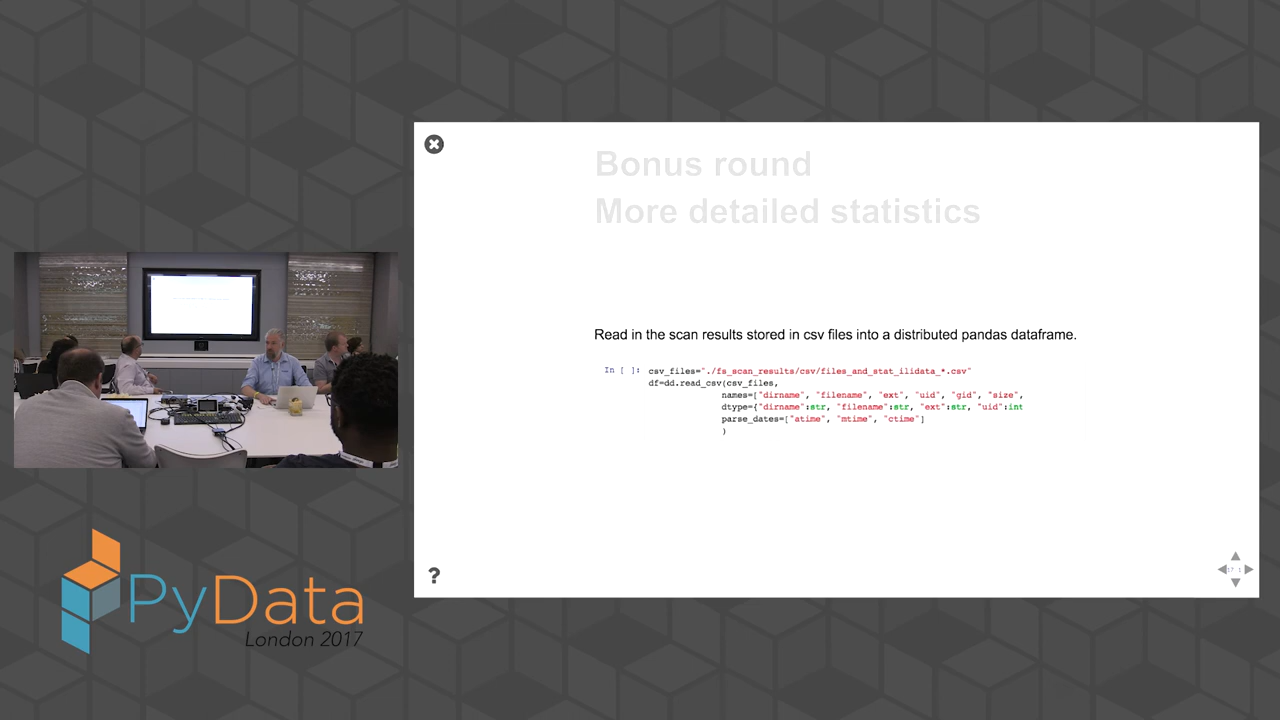 Bonus round
More detailed statistics
Read in the scan results stored in csv files into a distributed pandas dataframe.
In [ ]: csv_files="./fs_scan_results/csv/files_and_stat_ilidata_*.csv"
df=dd.read_csv(csv_files,
names=["dirname", "filename", "ext", "uid", "gid", "size",
dtype={"dirname":str, "filename":str, "ext":str, "uid":int
parse_dates=["atime", "mtime", "ctime"]
)
?
17 1
PyData
London 2017